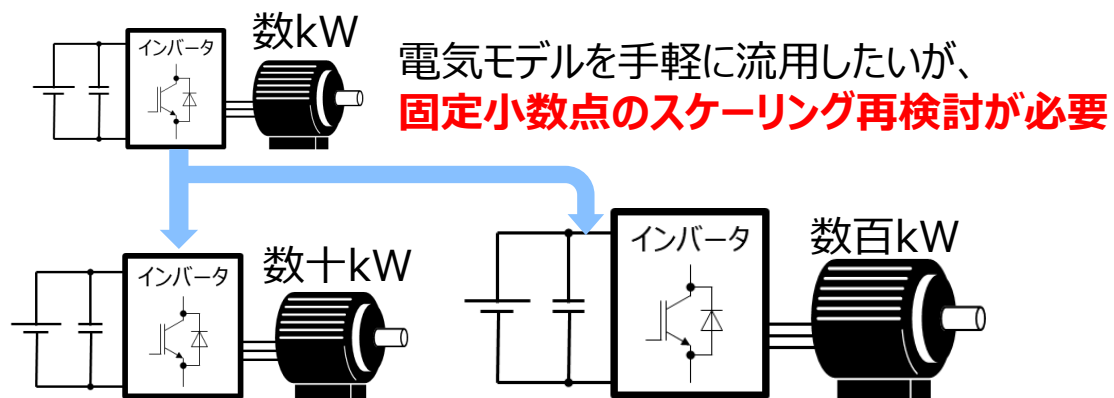 インバータ
数kW
電気モデルを手軽に流用したいが、
固定小数点のスケーリング再検討が必要
インバータ
数十kW
インバータ
数百kW